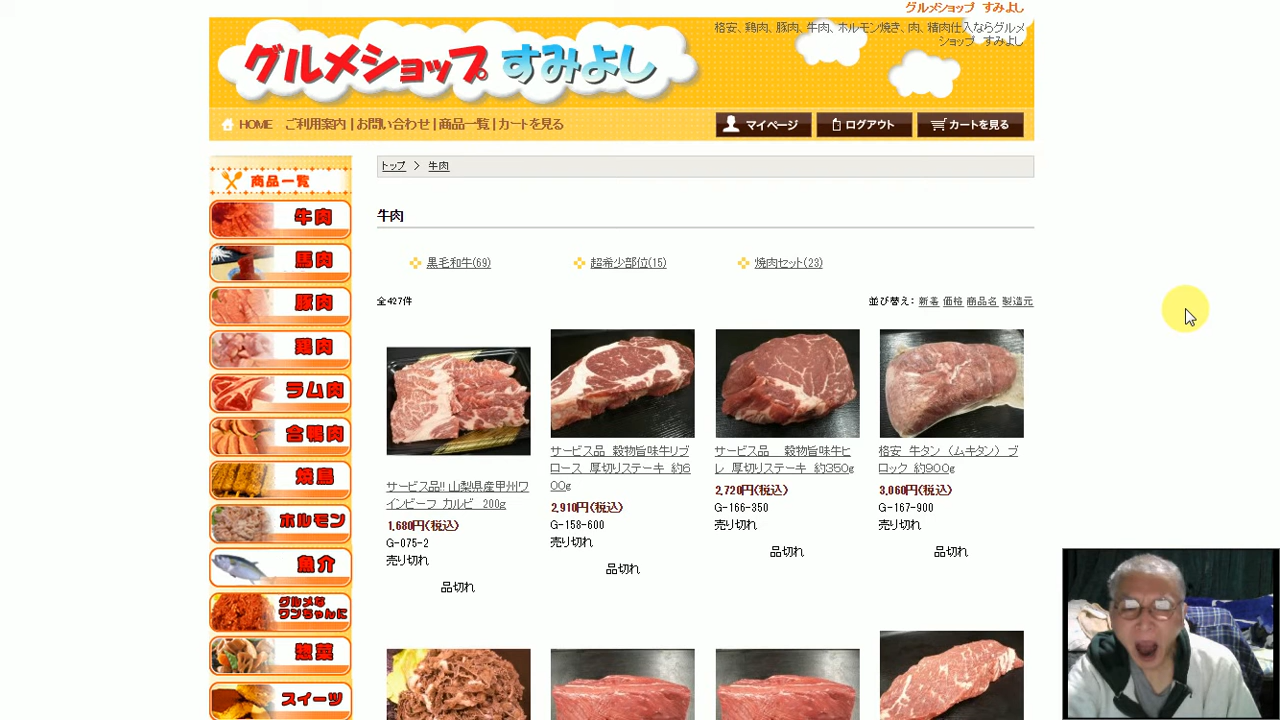 グルメショップ すみよし
格安、鶏肉、豚肉、牛肉、ホルモン焼き、肉、精肉仕入ならグルメ
ショップ すみよし
グルメショップ すみよし
HOME ご利用案内 | お問い合わせ | 商品一覧 | カートを見る
マイページ ログアウト カートを見る
商品一覧
牛肉
馬肉
豚肉
鶏肉
ラム肉
合鴨肉
焼鳥
ホルモン
魚介
グルメな
ワンちゃんに
惣菜
スイーツ
トップ > 牛肉
牛肉
黒毛和牛(69) 超希少部位(15) 焼肉セット(23)
全427件
並び替え: 新着 価格 商品名 製造元
サービス品!! 山梨県産甲州ワ
インビーフ カルビ 200g
1,680円(税込)
G-075-2
売り切れ
品切れ
サービス品 穀物旨味牛リブ
ロース 厚切りステーキ 約6
00g
2,910円(税込)
G-158-600
売り切れ
品切れ
サービス品 穀物旨味牛ヒ
レ 厚切りステーキ 約350g
2,720円(税込)
G-166-350
売り切れ
品切れ
格安 牛タン (ムキタン) ブ
ロック 約900g
3,060円(税込)
G-167-900
売り切れ
品切れ